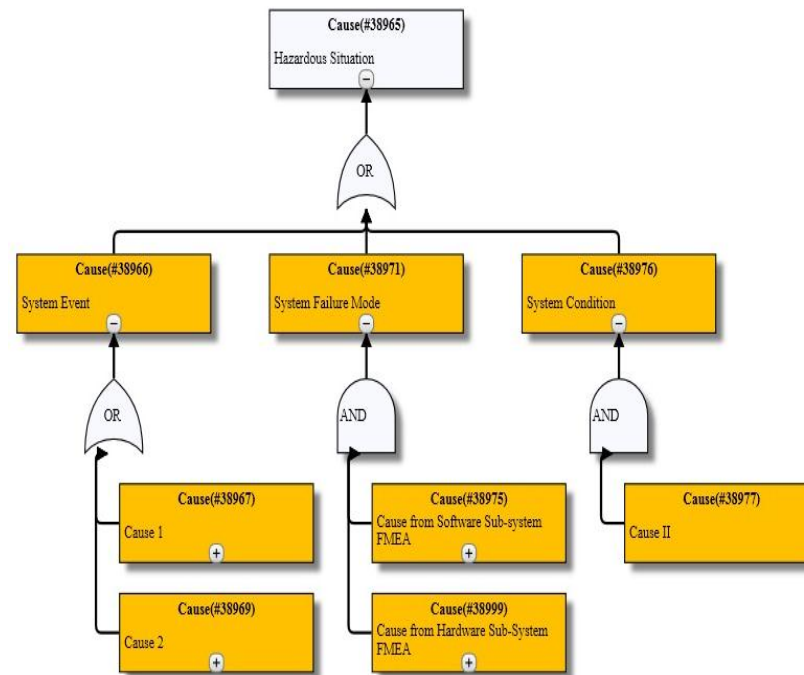 Cause(#38965)
Hazardous Situation
−
OR
Cause(#38966)
System Event
−
Cause(#38971)
System Failure Mode
−
Cause(#38976)
System Condition
−
OR
AND
AND
Cause(#38967)
Cause 1
+
Cause(#38975)
Cause from Software Sub-system
FMEA
+
Cause(#38977)
Cause II
Cause(#38969)
Cause 2
+
Cause(#38999)
Cause from Hardware Sub-System
FMEA
+